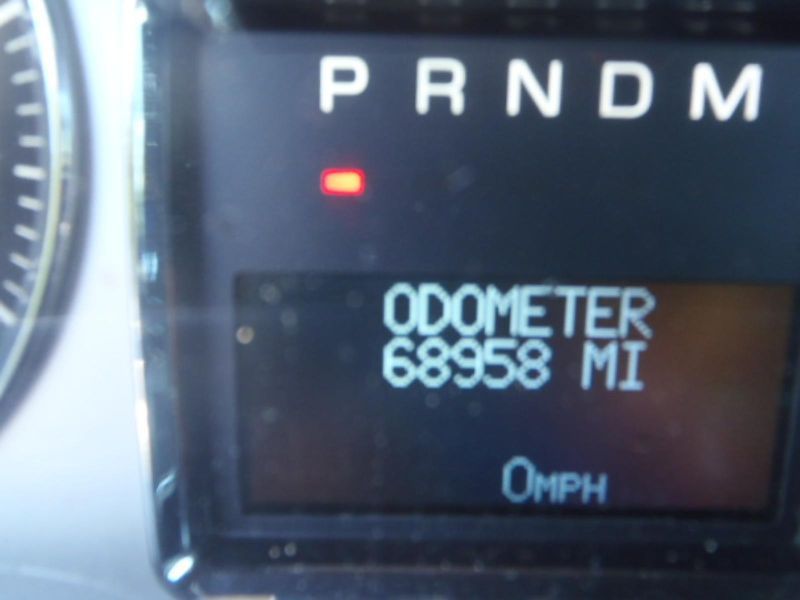 P R N D M
ODOMETER
68958 MI
0MPH